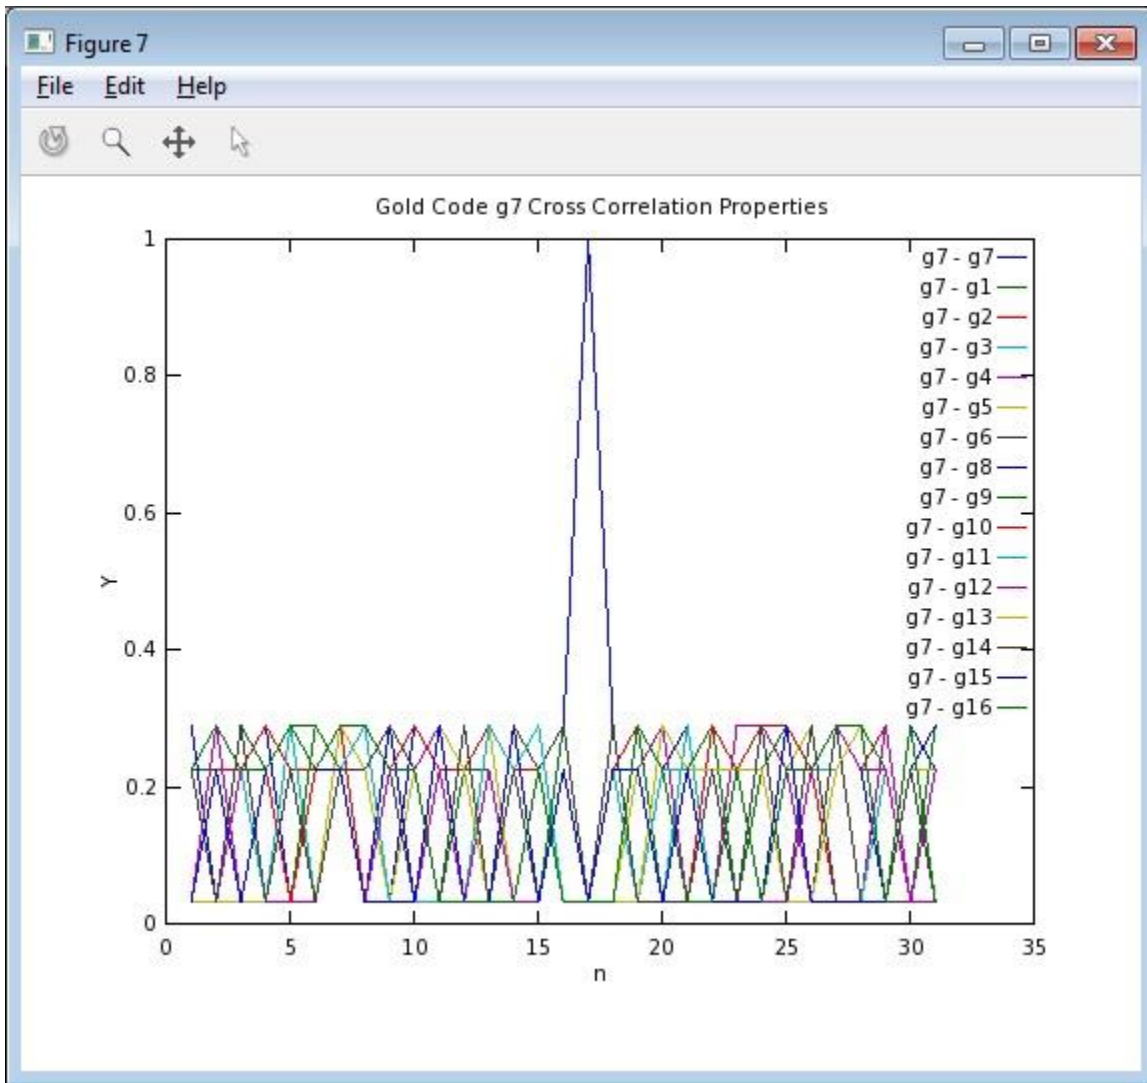 Figure 7
File Edit Help
Gold Code g7 Cross Correlation Properties
1
0.8
0.6
0.4
0.2
0
Y
g7 - g7
g7 - g1
g7 - g2
g7 - g3
g7 - g4
g7 - g5
g7 - g6
g7 - g8
g7 - g9
g7 - g10
g7 - g11
g7 - g12
g7 - g13
g7 - g14
g7 - g15
g7 - g16
0 5 10 15 20 25 30 35
n